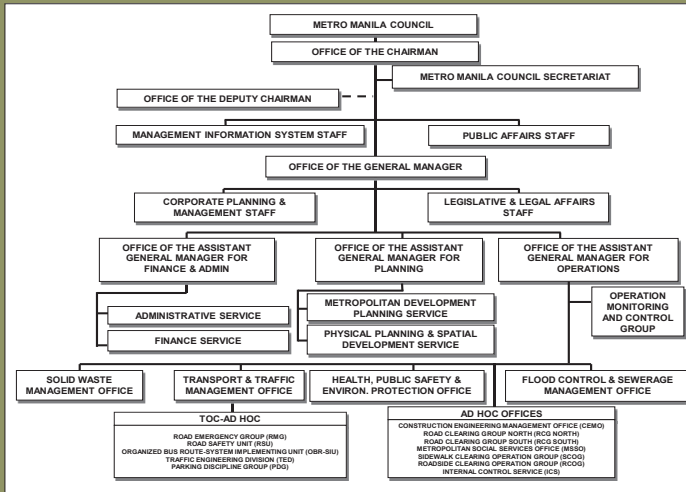 METRO MANILA COUNCIL
OFFICE OF THE CHAIRMAN
METRO MANILA COUNCIL SECRETARIAT
OFFICE OF THE DEPUTY CHAIRMAN
MANAGEMENT INFORMATION SYSTEM STAFF
PUBLIC AFFAIRS STAFF
OFFICE OF THE GENERAL MANAGER
CORPORATE PLANNING &
MANAGEMENT STAFF
LEGISLATIVE & LEGAL AFFAIRS
STAFF
OFFICE OF THE ASSISTANT
GENERAL MANAGER FOR
FINANCE & ADMIN
OFFICE OF THE ASSISTANT
GENERAL MANAGER FOR
PLANNING
OFFICE OF THE ASSISTANT
GENERAL MANAGER FOR
OPERATIONS
ADMINISTRATIVE SERVICE
FINANCE SERVICE
METROPOLITAN DEVELOPMENT
PLANNING SERVICE
PHYSICAL PLANNING & SPATIAL
DEVELOPMENT SERVICE
OPERATION
MONITORING
AND CONTROL
GROUP
SOLID WASTE
MANAGEMENT OFFICE
TRANSPORT & TRAFFIC
MANAGEMENT OFFICE
HEALTH, PUBLIC SAFETY &
ENVIRON. PROTECTION OFFICE
FLOOD CONTROL & SEWERAGE
MANAGEMENT OFFICE
TOC-AD HOC
ROAD EMERGENCY GROUP (RMG)
ROAD SAFETY UNIT (RSU)
ORGANIZED BUS ROUTE-SYSTEM IMPLEMENTING UNIT (OBR-SIU)
TRAFFIC ENGINEERING DIVISION (TED)
PARKING DISCIPLINE GROUP (PDG)
AD HOC OFFICES
CONSTRUCTION ENGINEERING MANAGEMENT OFFICE (CEMO)
ROAD CLEARING GROUP NORTH (RCG NORTH)
ROAD CLEARING GROUP SOUTH (RCG SOUTH)
METROPOLITAN SOCIAL SERVICES OFFICE (MSSO)
SIDEWALK CLEARING OPERATION GROUP (SCOG)
ROADSIDE CLEARING OPERATION GROUP (RCOG)
INTERNAL CONTROL SERVICE (ICS)